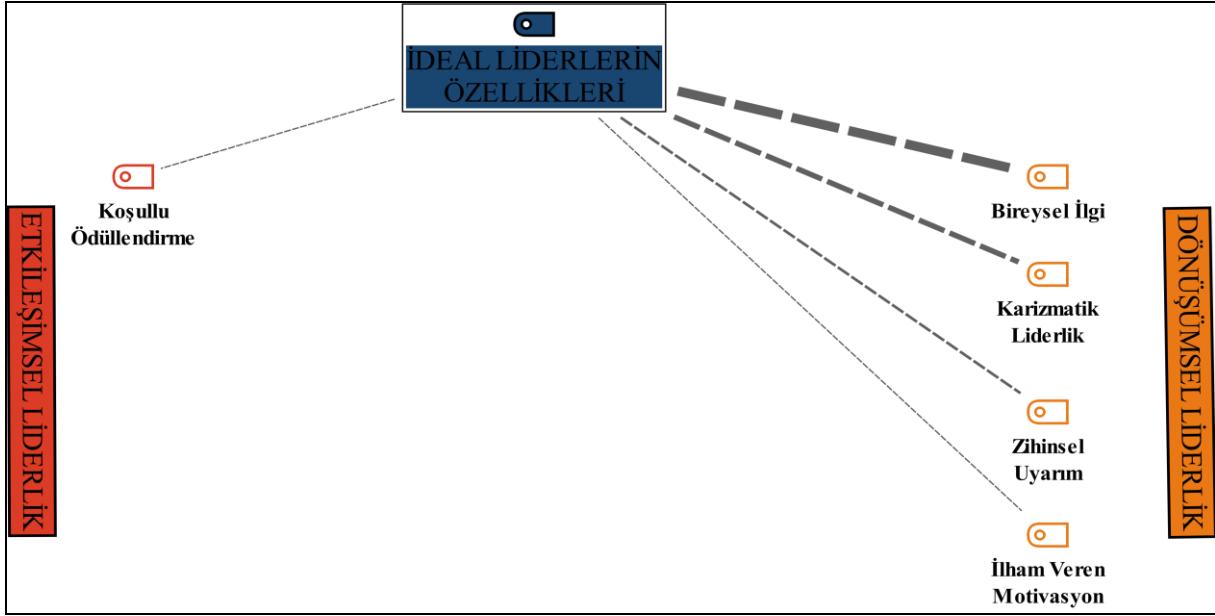 İDEAL LİDERLERİN
ÖZELLİKLERİ
Koşullu
Ödüllendirme
ETKİLEŞİMSEL LİDERLİK
Bireysel İlgi
Karizmatik
Liderlik
Zihinsel
Uyarım
İlham Veren
Motivasyon
DÖNÜŞÜMSEL LİDERLİK